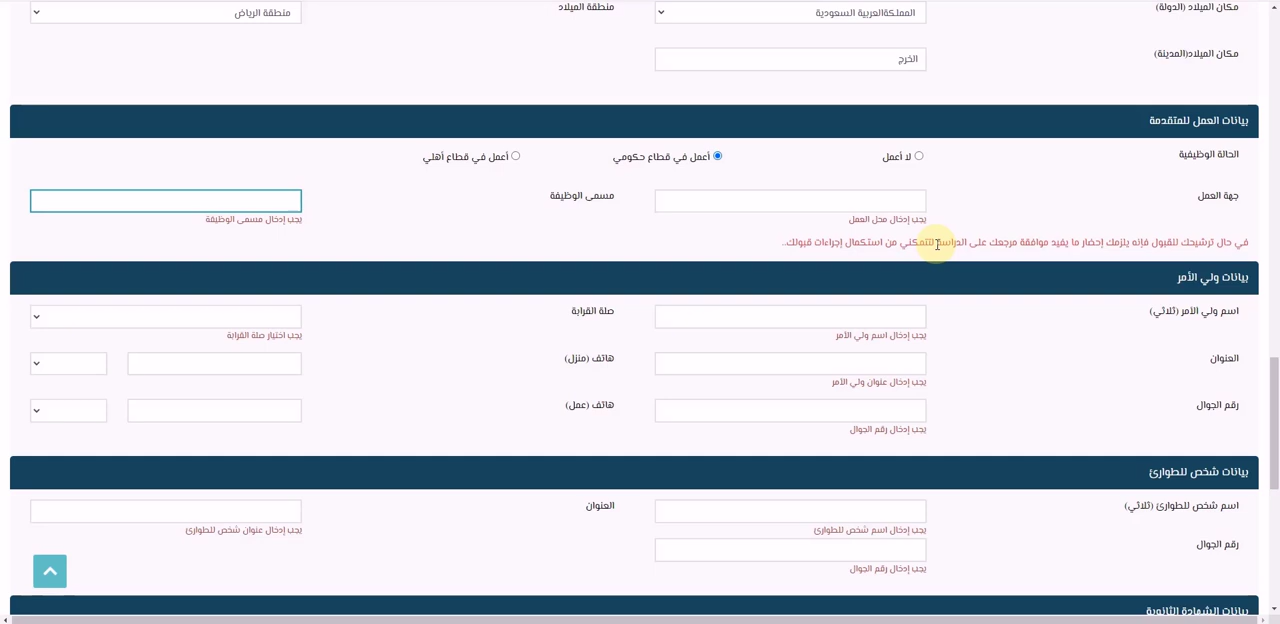 مكان الميلاد (الدولة) المملكةالعربية السعودية منطقة الميلاد منطقة الرياض
مكان الميلاد(المدينة) الخرج
بيانات العمل للمتقدمة
الحالة الوظيفية لا أعمل أعمل في قطاع حكومي أعمل في قطاع أهلي
جهة العمل مسمى الوظيفة
يجب إدخال محل العمل يجب إدخال مسمى الوظيفة
في حال ترشيحك للقبول فإنه يلزمك إحضار ما يفيد موافقة مرجعك على الدراسة لتتمكني من استكمال إجراءات قبولك..
بيانات ولي الأمر
اسم ولي الأمر (ثلاثي) صلة القرابة
يجب إدخال اسم ولي الأمر يجب اختيار صلة القرابة
العنوان هاتف (منزل)
يجب إدخال عنوان ولي الأمر
رقم الجوال هاتف (عمل)
يجب إدخال رقم الجوال
بيانات شخص للطوارئ
اسم شخص للطوارئ (ثلاثي) العنوان
يجب إدخال اسم شخص للطوارئ يجب إدخال عنوان شخص للطوارئ
رقم الجوال
يجب إدخال رقم الجوال
بيانات الشهادة الثانوية